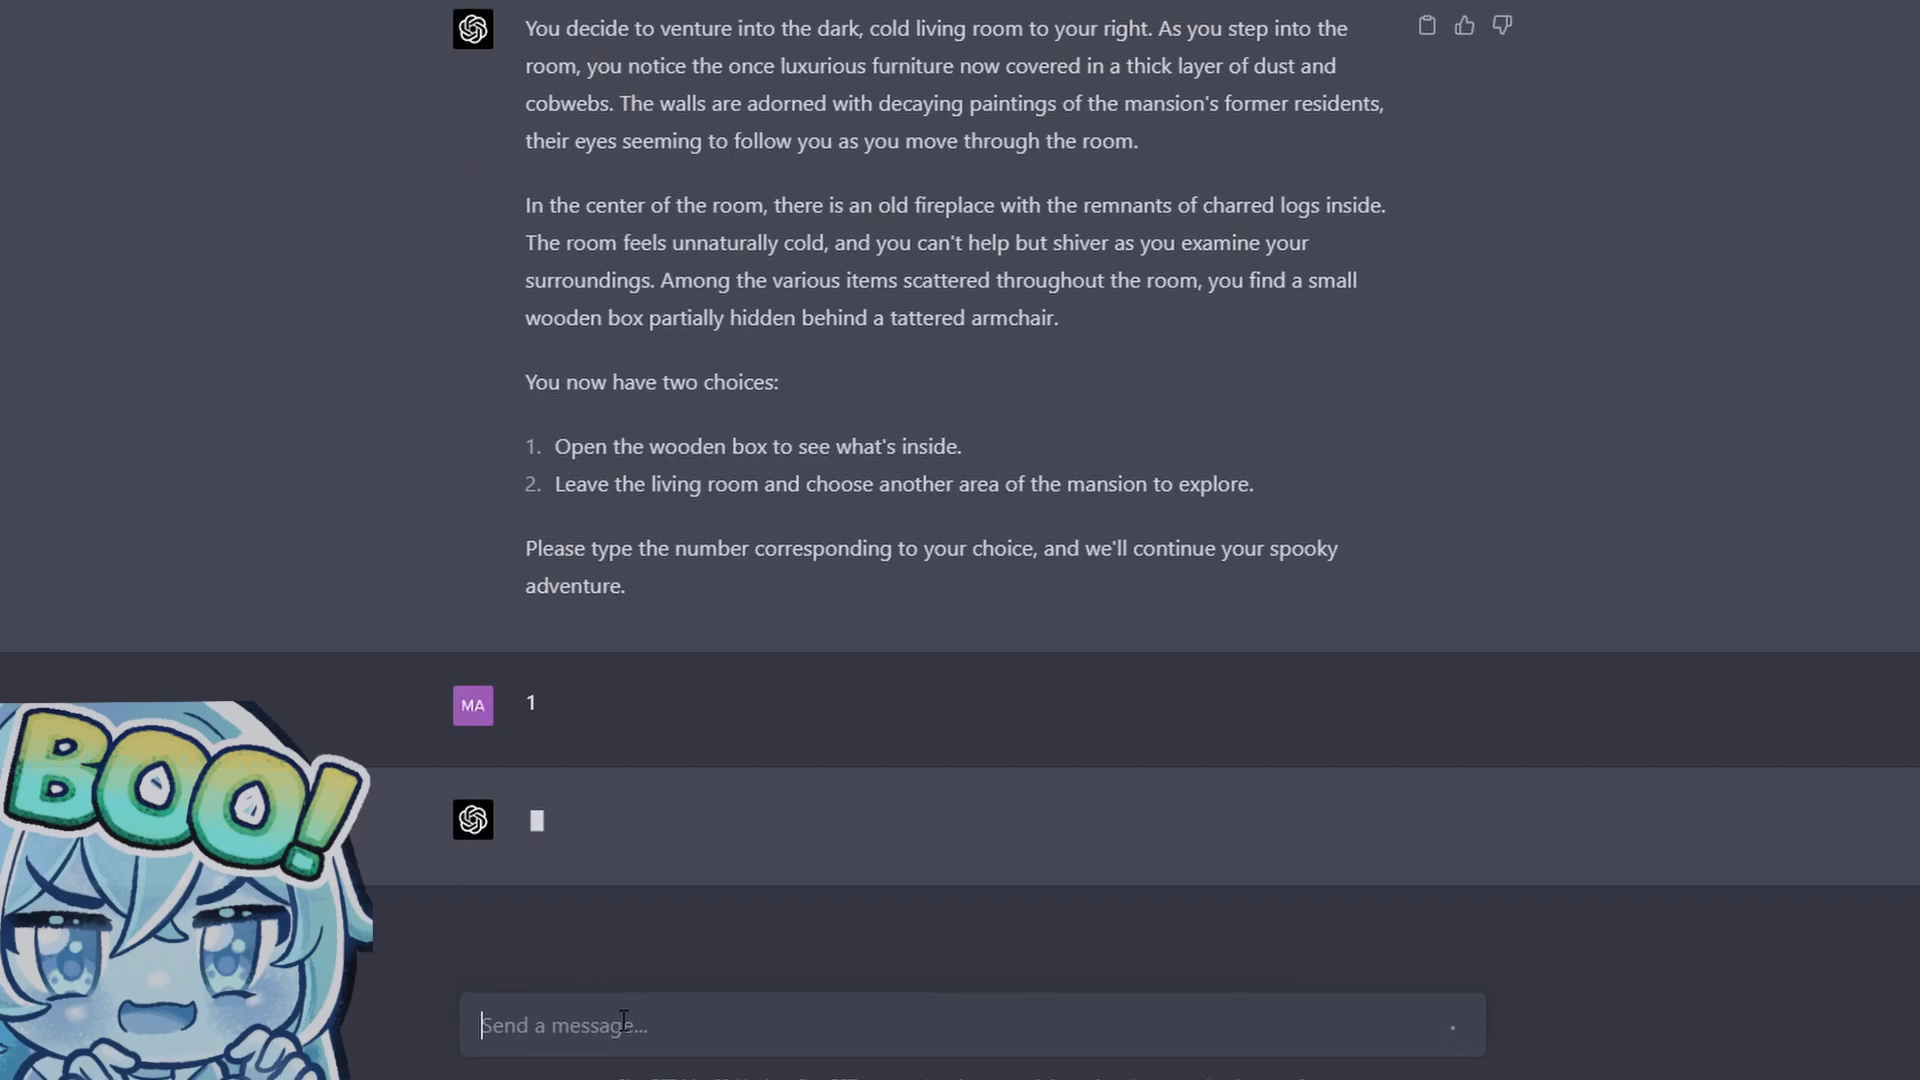 You decide to venture into the dark, cold living room to your right. As you step into the
room, you notice the once luxurious furniture now covered in a thick layer of dust and
cobwebs. The walls are adorned with decaying paintings of the mansion's former residents,
their eyes seeming to follow you as you move through the room.
In the center of the room, there is an old fireplace with the remnants of charred logs inside.
The room feels unnaturally cold, and you can't help but shiver as you examine your
surroundings. Among the various items scattered throughout the room, you find a small
wooden box partially hidden behind a tattered armchair.
You now have two choices:
1. Open the wooden box to see what's inside.
2. Leave the living room and choose another area of the mansion to explore.
Please type the number corresponding to your choice, and we'll continue your spooky
adventure.
MA 1
BOO!
Send a message...